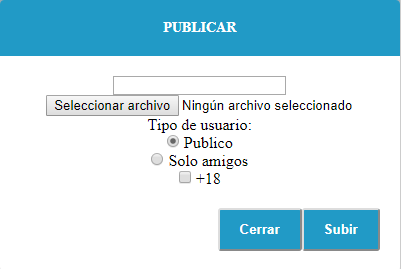 PUBLICAR
Seleccionar archivo Ningún archivo seleccionado
Tipo de usuario:
Publico
Solo amigos
+18
Cerrar Subir